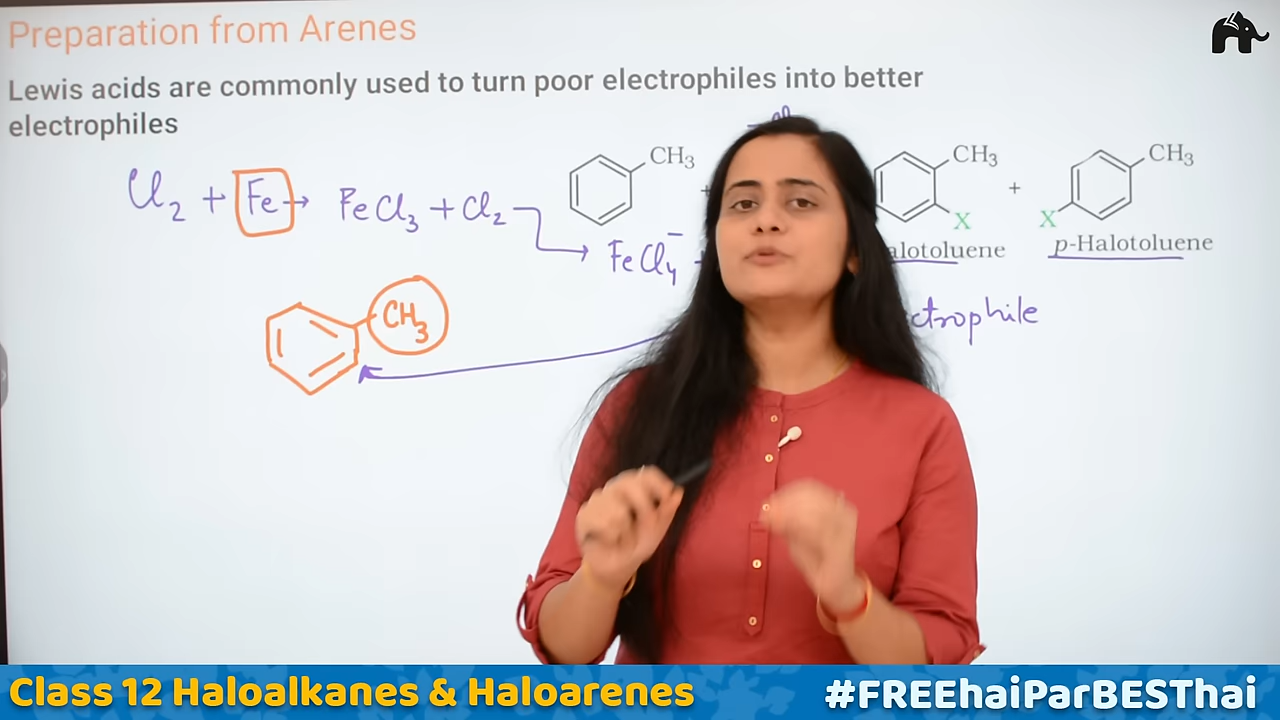 Preparation from Arenes
Lewis acids are commonly used to turn poor electrophiles into better
electrophiles
Cl₂ + Fe → FeCl₃ + Cl₂
FeCl₄⁻ +
CH₃ +
CH₃
X
alotoluene
+
CH₃
X
p-Halotoluene
ctrophile
CH₃
Class 12 Haloalkanes & Haloarenes
#FREEhaiParBESThai